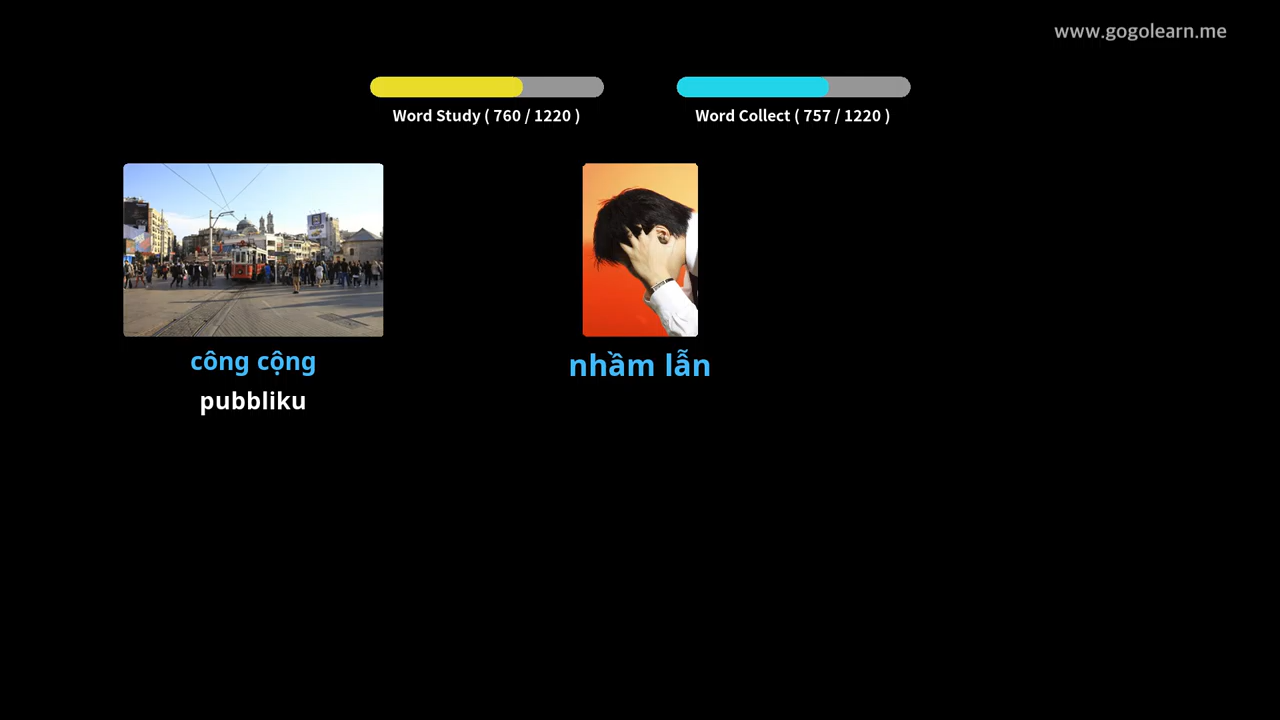 www.gogolearn.me
Word Study ( 760 / 1220 )
Word Collect ( 757 / 1220 )
công cộng
pubbliku
nhầm lẫn